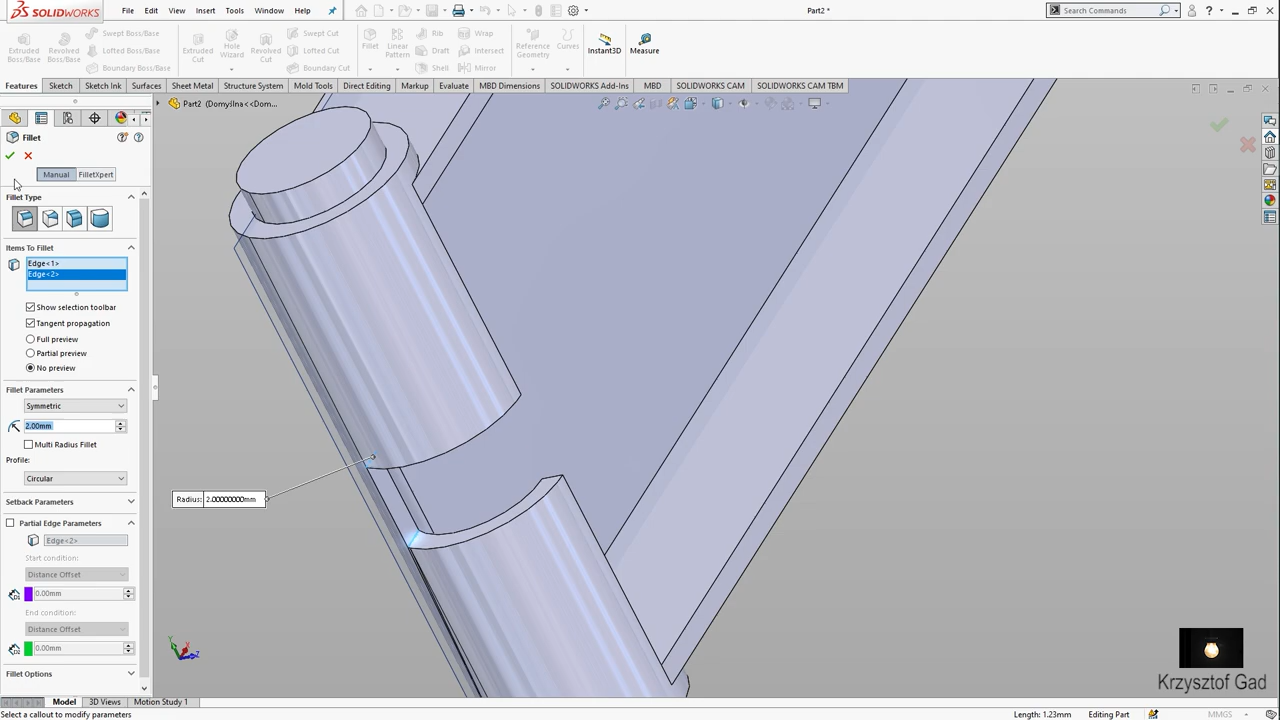 SOLIDWORKS
File Edit View Insert Tools Window Help
Part2 *
Search Commands
Extruded Boss/Base
Revolved Boss/Base
Swept Boss/Base
Lofted Boss/Base
Boundary Boss/Base
Extruded Cut
Hole Wizard
Revolved Cut
Swept Cut
Lofted Cut
Boundary Cut
Fillet
Linear Pattern
Rib
Draft
Shell
Wrap
Intersect
Mirror
Reference Geometry
Curves
Instant3D
Measure
Features Sketch Sketch Ink Surfaces Sheet Metal Structure System Mold Tools Direct Editing Markup Evaluate MBD Dimensions SOLIDWORKS Add-Ins MBD SOLIDWORKS CAM SOLIDWORKS CAM TBM
Part2 (Domyślna<<Dom...
Fillet
Manual FilletXpert
Fillet Type
Items To Fillet
Edge<1>
Edge<2>
Show selection toolbar
Tangent propagation
Full preview
Partial preview
No preview
Fillet Parameters
Symmetric
2.00mm
Multi Radius Fillet
Profile:
Circular
Radius: 2.00000000mm
Setback Parameters
Partial Edge Parameters
Edge<2>
Start condition:
Distance Offset
0.00mm
End condition:
Distance Offset
0.00mm
Fillet Options
Y
X
Z
Krzysztof Gad
Model 3D Views Motion Study 1
Select a callout to modify parameters
Length: 1.23mm Editing Part MMGS